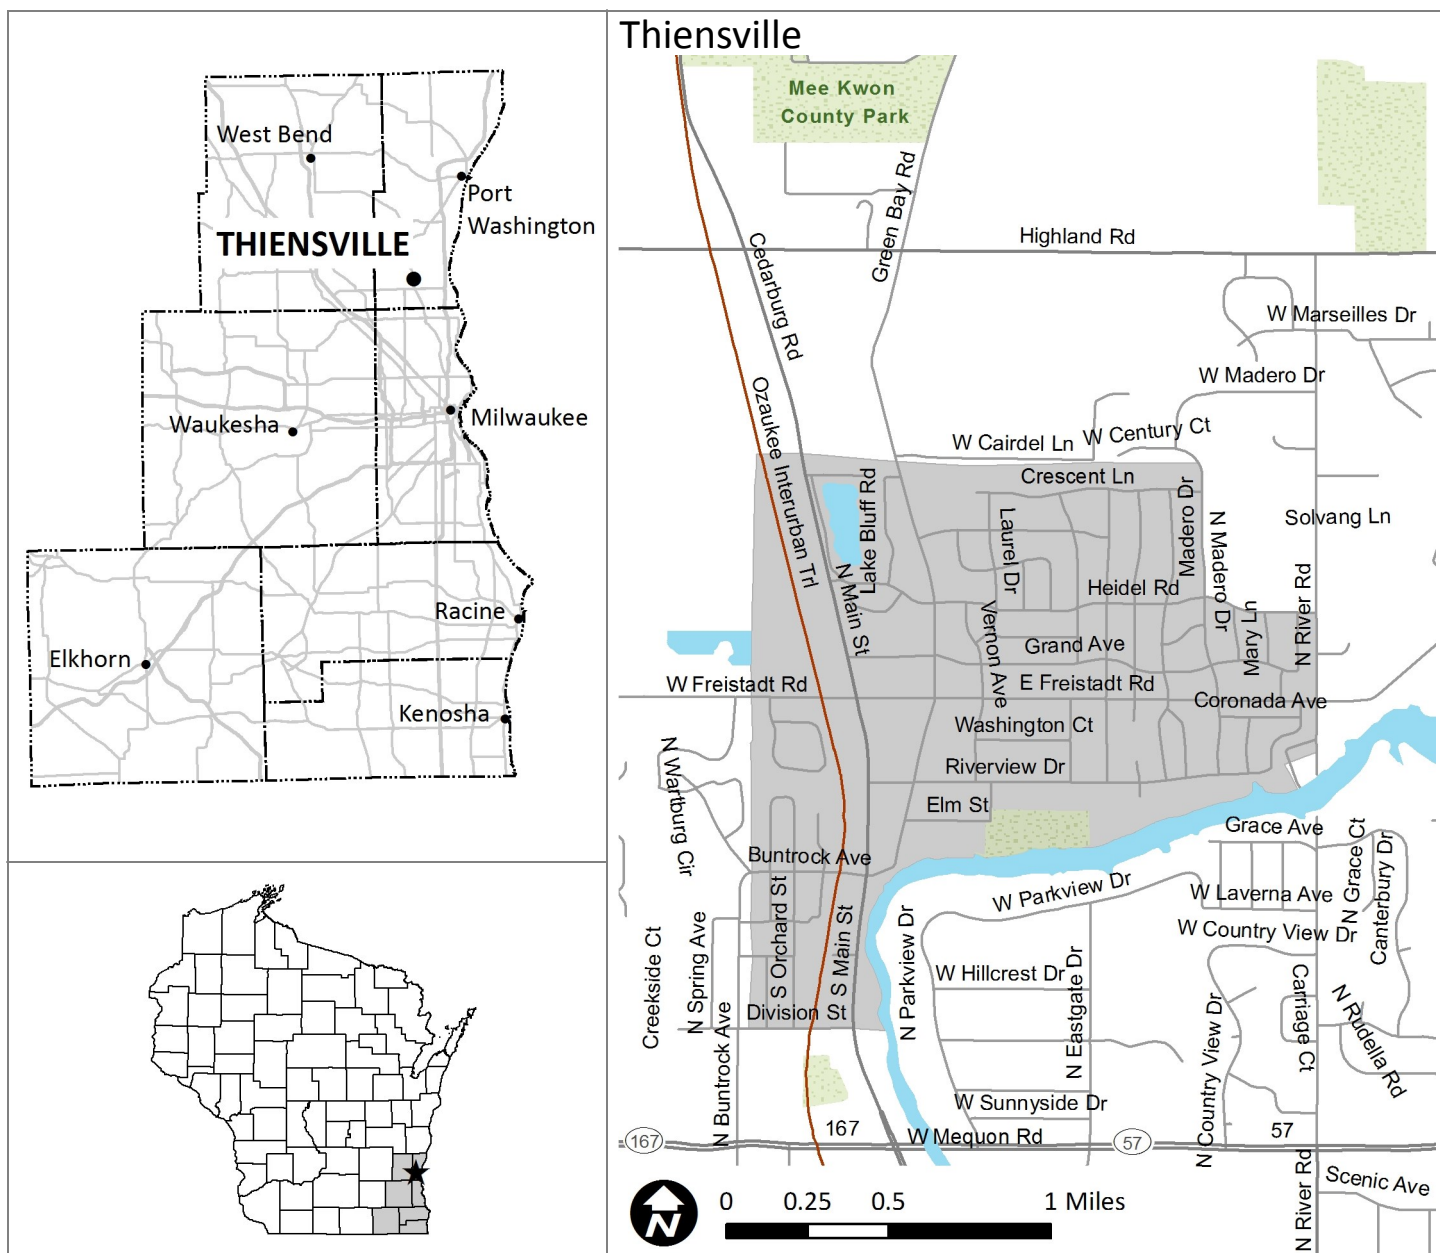 West Bend
Port
Washington
THIENSVILLE
Waukesha
Milwaukee
Racine
Elkhorn
Kenosha
Thiensville
Mee Kwon
County Park
Green Bay Rd
Highland Rd
Cedarburg Rd
W Marseilles Dr
W Madero Dr
Ozaukee Interurban Trl
W Cairdel Ln
W Century Ct
Crescent Ln
Lake Bluff Rd
Laurel Dr
Madero Dr
N Madero Dr
Solvang Ln
N Main St
Heidel Rd
Mary Ln
N River Rd
Vernon Ave
Grand Ave
W Freistadt Rd
E Freistadt Rd
Coronada Ave
Washington Ct
N Wartburg Cir
Riverview Dr
Elm St
Grace Ave
N Grace Ct
Canterbury Dr
Buntrock Ave
W Parkview Dr
W Laverna Ave
W Country View Dr
S Orchard St
S Main St
N Parkview Dr
Creekside Ct
N Spring Ave
W Hillcrest Dr
N Eastgate Dr
Carriage Ct
N Rudella Rd
Division St
N Country View Dr
N Buntrock Ave
W Sunnyside Dr
167
167
W Mequon Rd
57
57
N River Rd
Scenic Ave
N
0 0.25 0.5 1 Miles